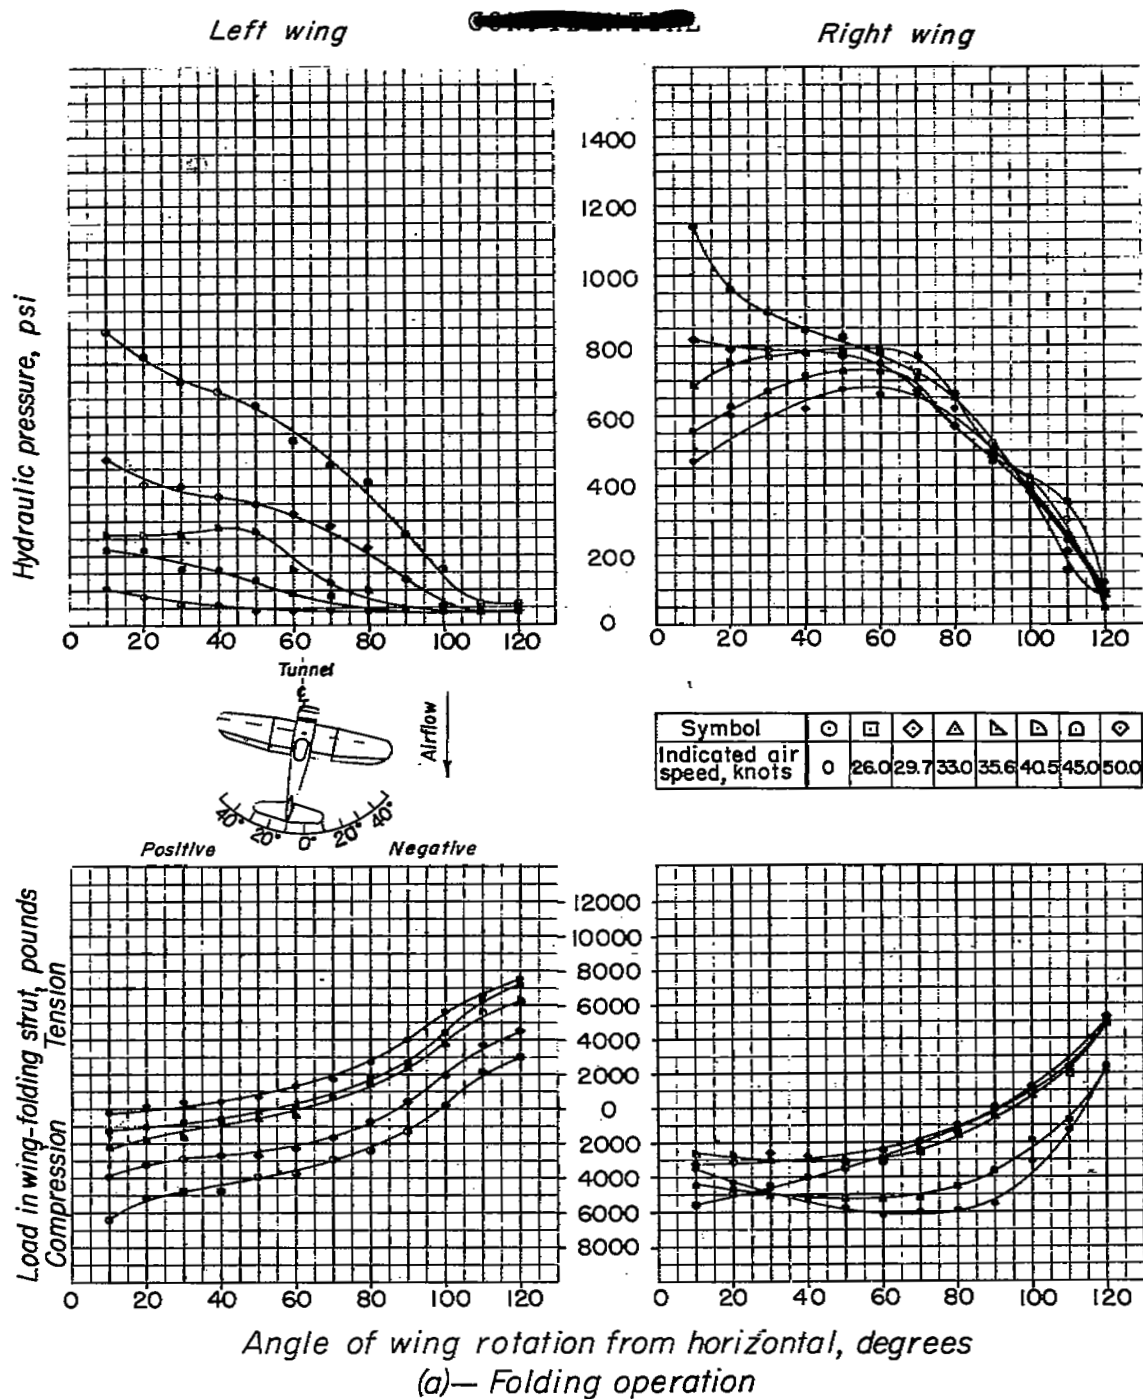 CONFIDENTIAL
Left wing
Right wing
Hydraulic pressure, psi
1400
1200
1000
800
600
400
200
0
0 20 40 60 80 100 120
0 20 40 60 80 100 120
Tunnel
℄
Airflow
40° 20° 0° 20° 40°
Positive Negative
Symbol
Indicated air speed, knots 0 26.0 29.7 33.0 35.6 40.5 45.0 50.0
Load in wing-folding strut, pounds
Compression Tension
12000
10000
8000
6000
4000
2000
0
2000
4000
6000
8000
0 20 40 60 80 100 120
0 20 40 60 80 100 120
Angle of wing rotation from horizontal, degrees
(a)— Folding operation